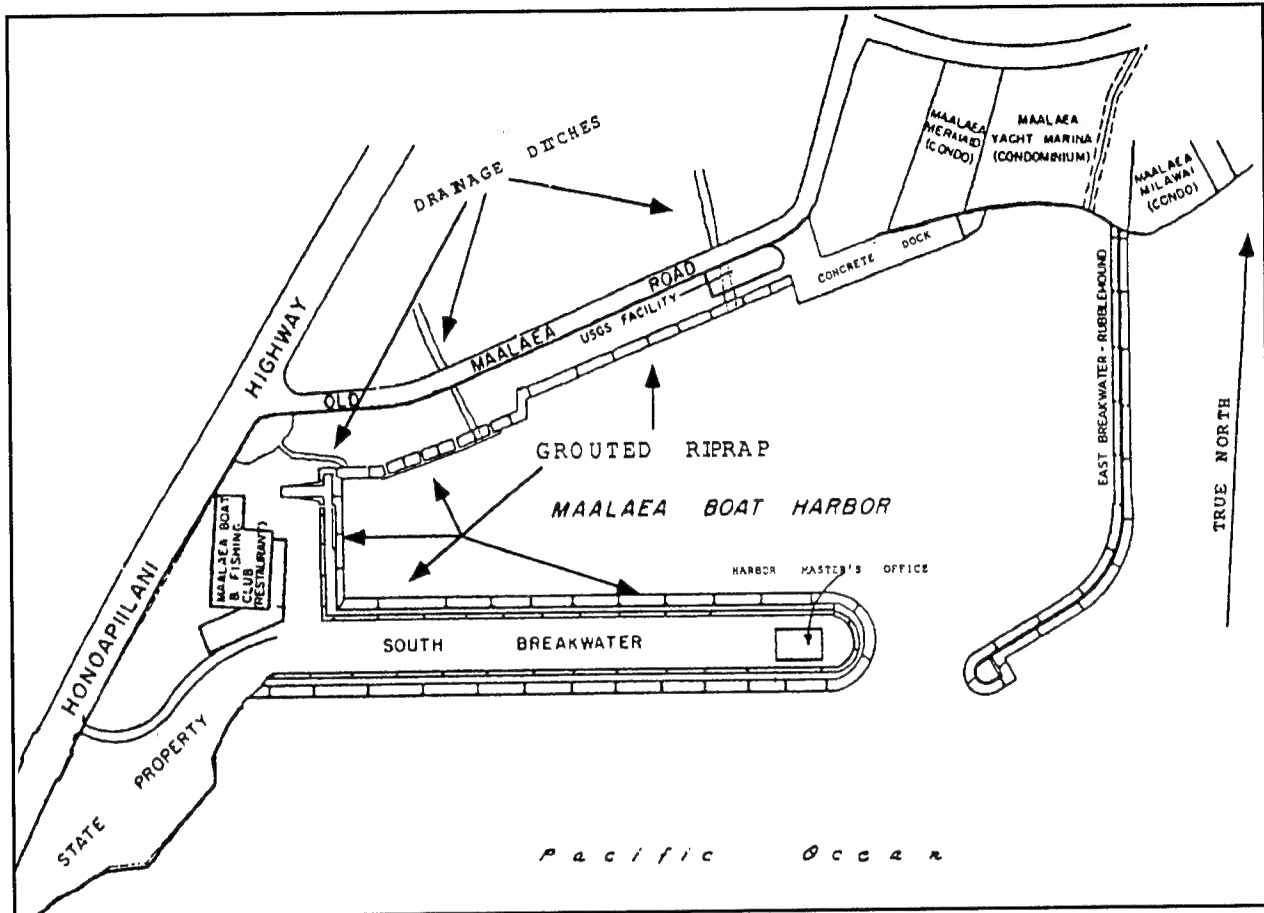 DRAINAGE DITCHES
MAALAEA
MERMAID
(CONDO)
MAALAEA
YACHT MARINA
(CONDOMINIUM)
MAALAEA
MILAWAI
(CONDO)
HONOAPIILANI HIGHWAY
OLD MAALAEA ROAD
USGS FACILITY
CONCRETE DOCK
EAST BREAKWATER - RUBBLEMOUND
TRUE NORTH
GROUTED RIPRAP
MAALAEA BOAT HARBOR
MAALAEA BOAT
& FISHING
CLUB
(RESTAURANT)
HARBOR MASTER'S OFFICE
SOUTH BREAKWATER
STATE PROPERTY
Pacific Ocean